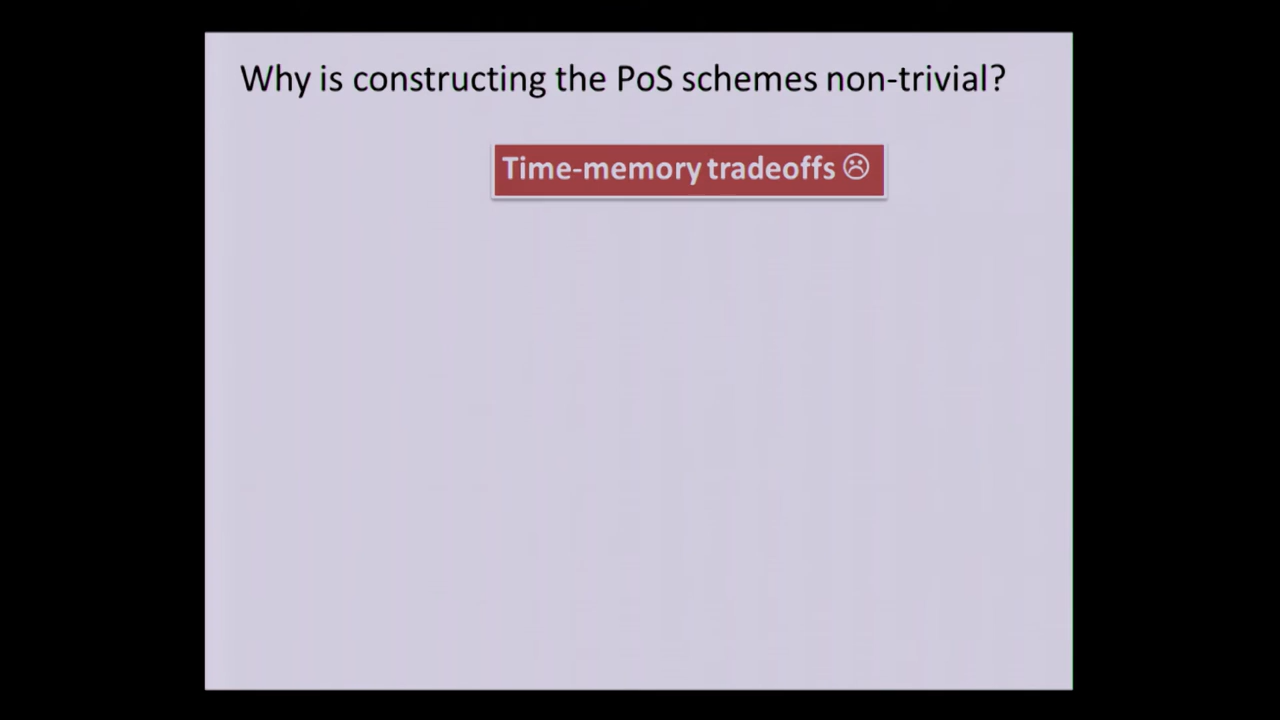 Why is constructing the PoS schemes non-trivial?
Time-memory tradeoffs ☹